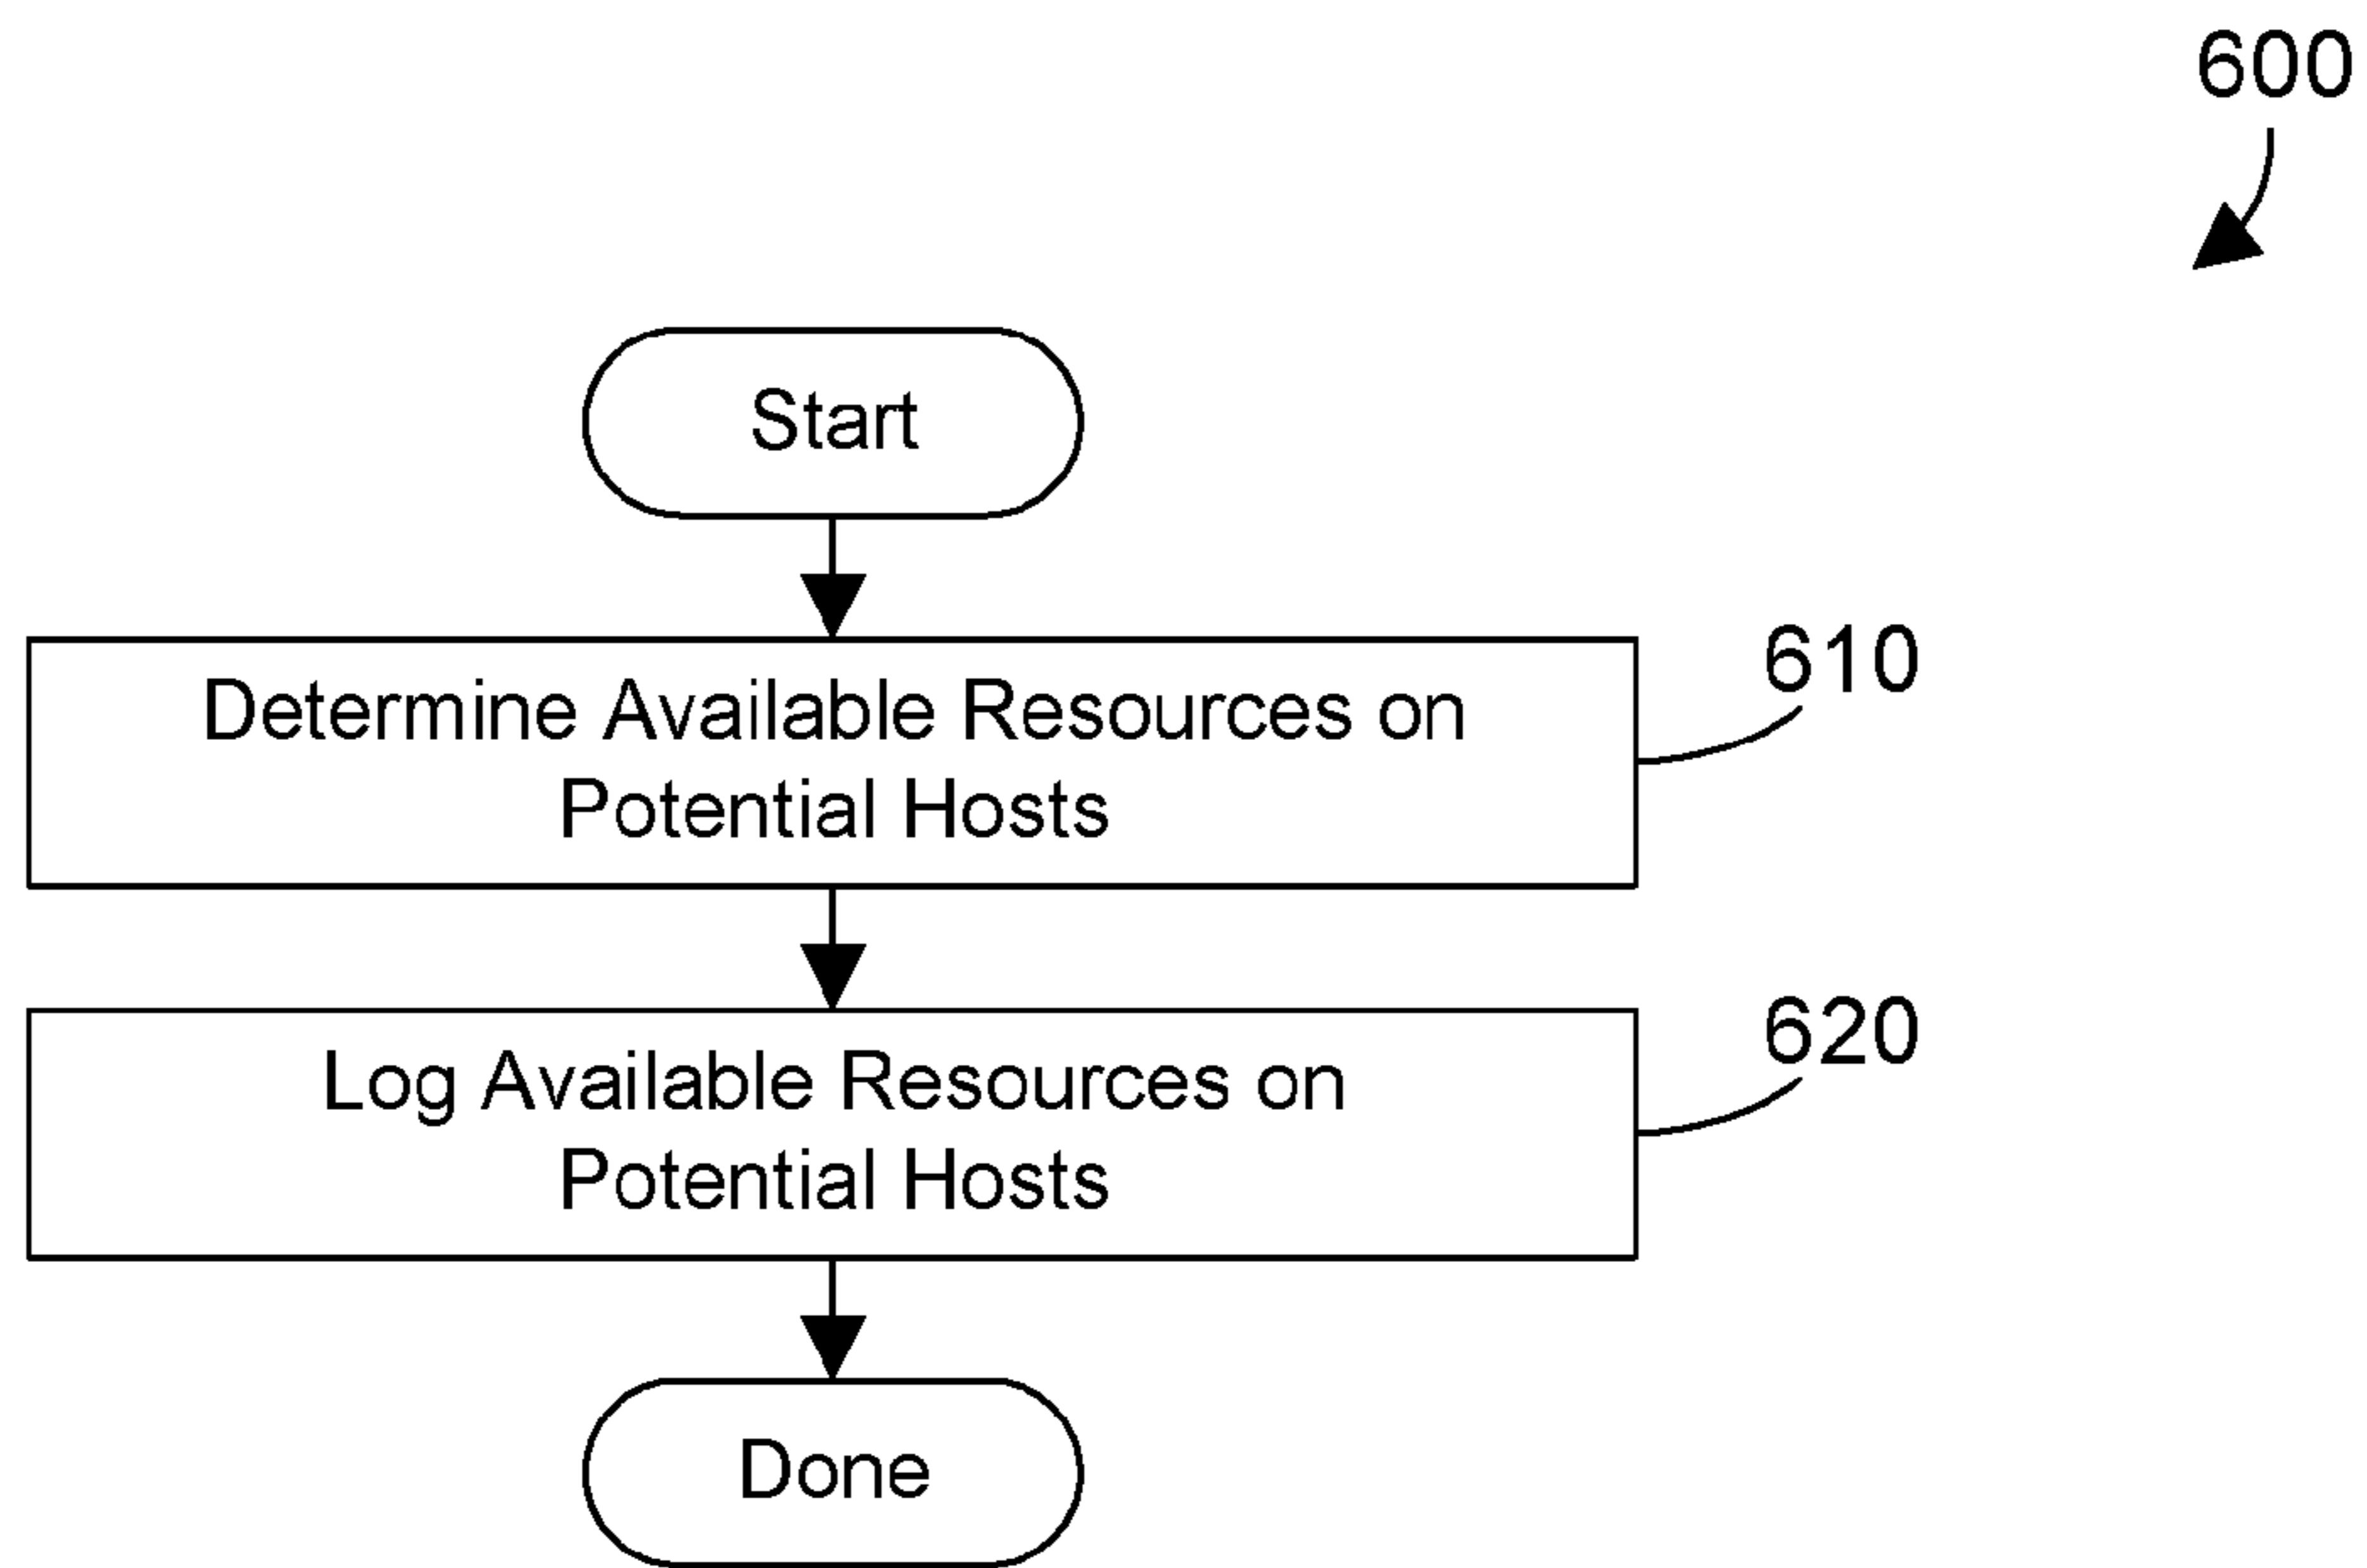 600
Start
Determine Available Resources on
Potential Hosts
610
Log Available Resources on
Potential Hosts
620
Done